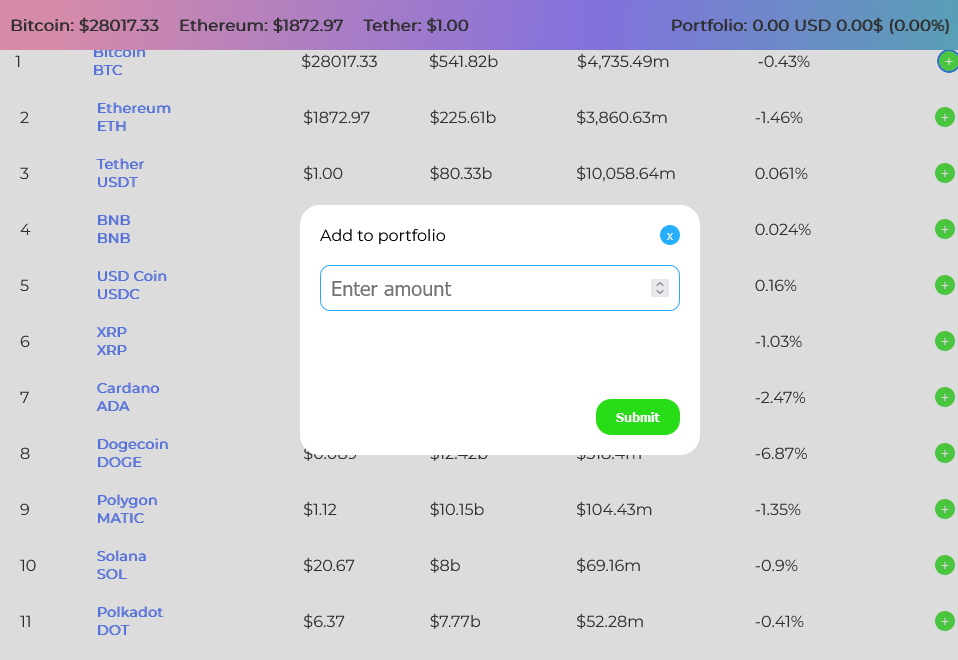 Bitcoin: $28017.33 Ethereum: $1872.97 Tether: $1.00 Portfolio: 0.00 USD 0.00$ (0.00%)
1 Bitcoin BTC $28017.33 $541.82b $4,735.49m -0.43% +
2 Ethereum ETH $1872.97 $225.61b $3,860.63m -1.46% +
3 Tether USDT $1.00 $80.33b $10,058.64m 0.061% +
4 BNB BNB 0.024% +
5 USD Coin USDC 0.16% +
6 XRP XRP -1.03% +
7 Cardano ADA -2.47% +
8 Dogecoin DOGE $12.42b -6.87% +
9 Polygon MATIC $1.12 $10.15b $104.43m -1.35% +
10 Solana SOL $20.67 $8b $69.16m -0.9% +
11 Polkadot DOT $6.37 $7.77b $52.28m -0.41% +
Add to portfolio x
Enter amount
Submit